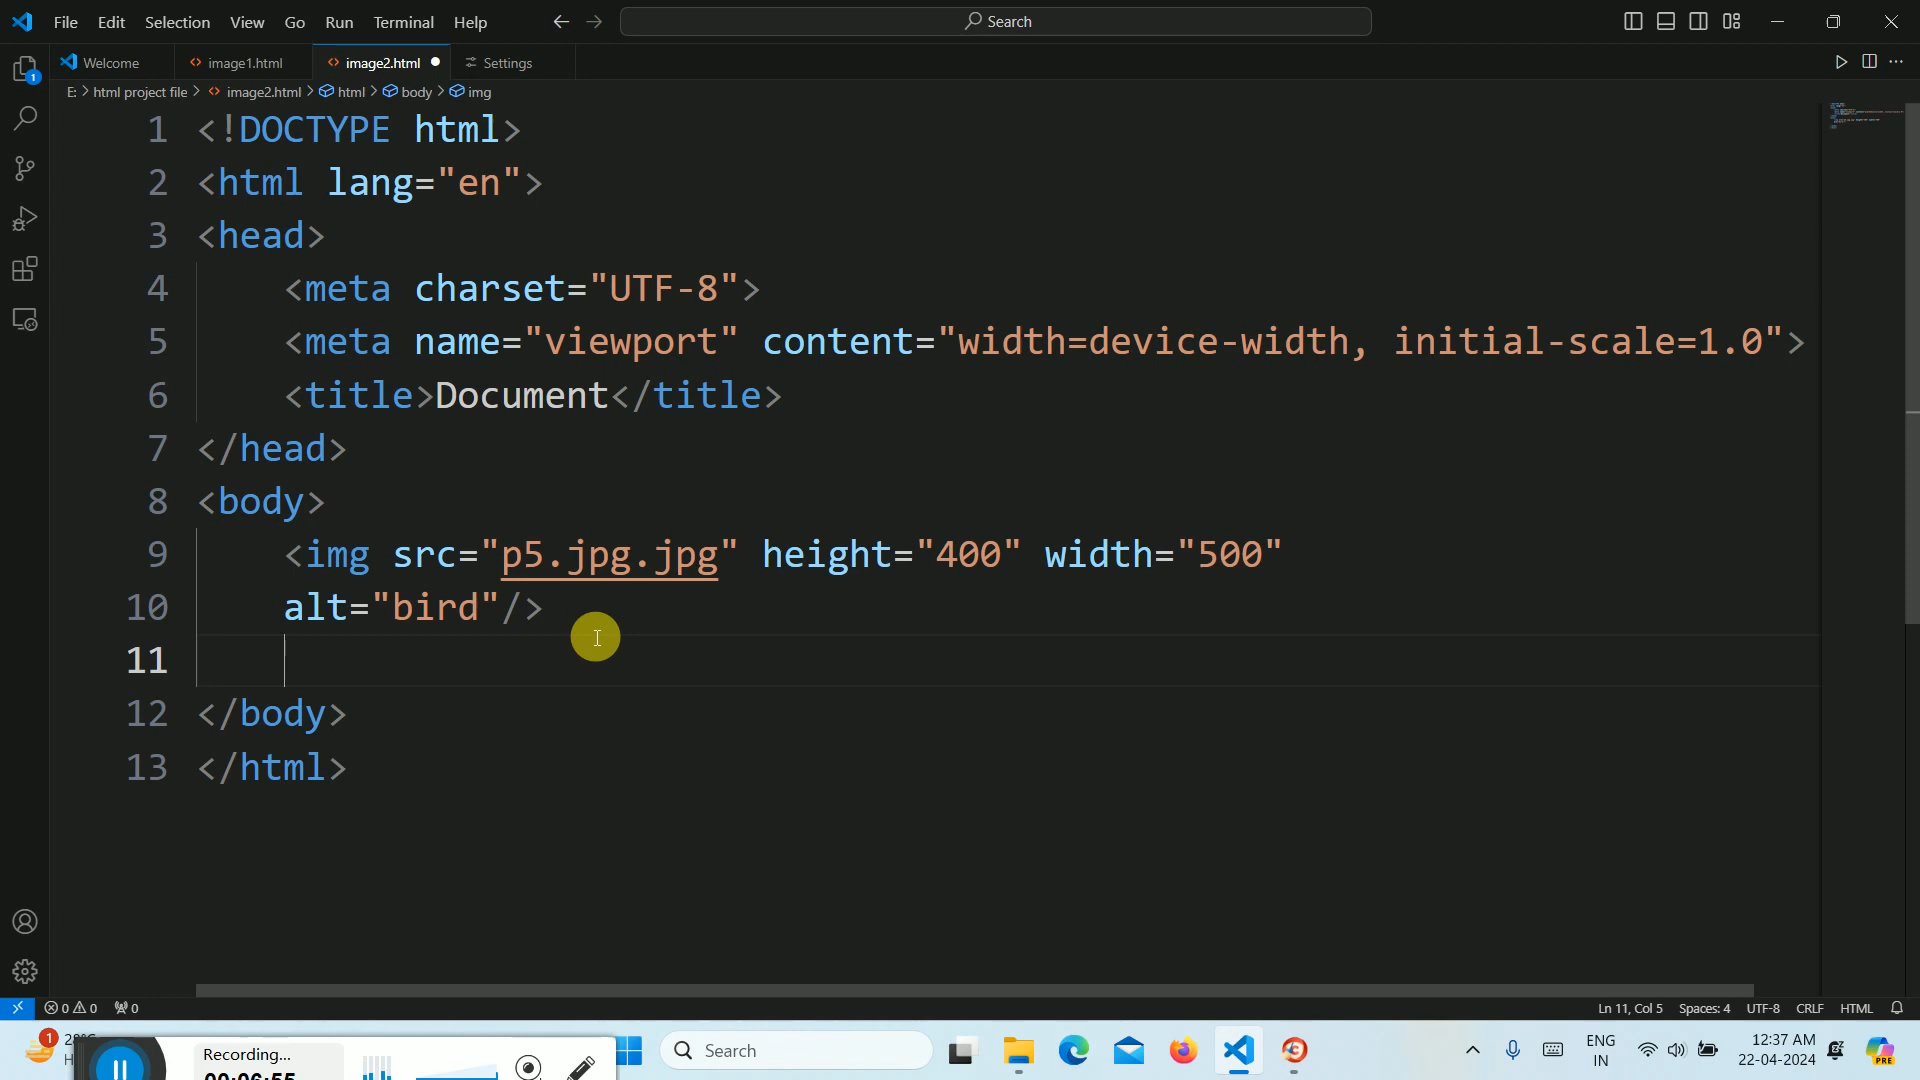 File Edit Selection View Go Run Terminal Help Search
Welcome image1.html image2.html Settings
E: > html project file > image2.html > html > body > img
1 <!DOCTYPE html>
2 <html lang="en">
3 <head>
4 <meta charset="UTF-8">
5 <meta name="viewport" content="width=device-width, initial-scale=1.0">
6 <title>Document</title>
7 </head>
8 <body>
9 <img src="p5.jpg.jpg" height="400" width="500"
10 alt="bird"/>
11
12 </body>
13 </html>
0 0 0 Ln 11, Col 5 Spaces: 4 UTF-8 CRLF HTML
1 Recording... Search ENG 12:37 AM
00:06:55 IN 22-04-2024 PRE